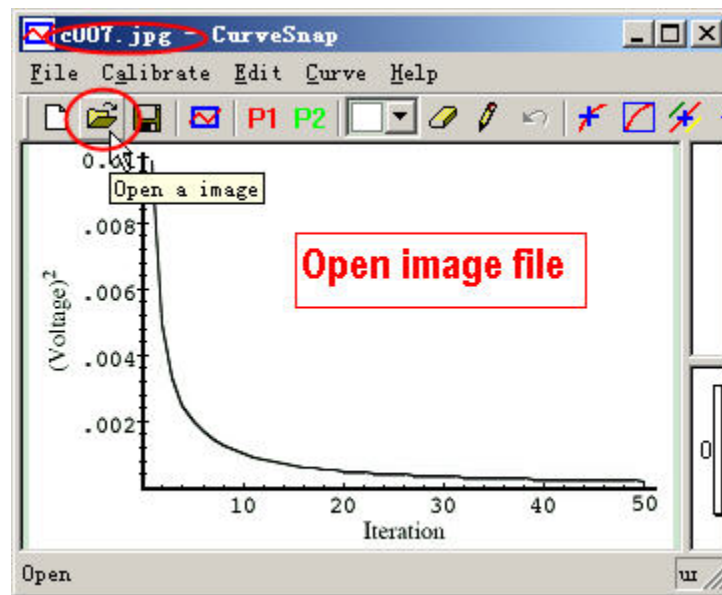 cU07.jpg - CurveSnap
File Calibrate Edit Curve Help
P1 P2
Open a image
.008
.006
.004
.002
(Voltage)2
Open image file
0
10 20 30 40 50
Iteration
Open